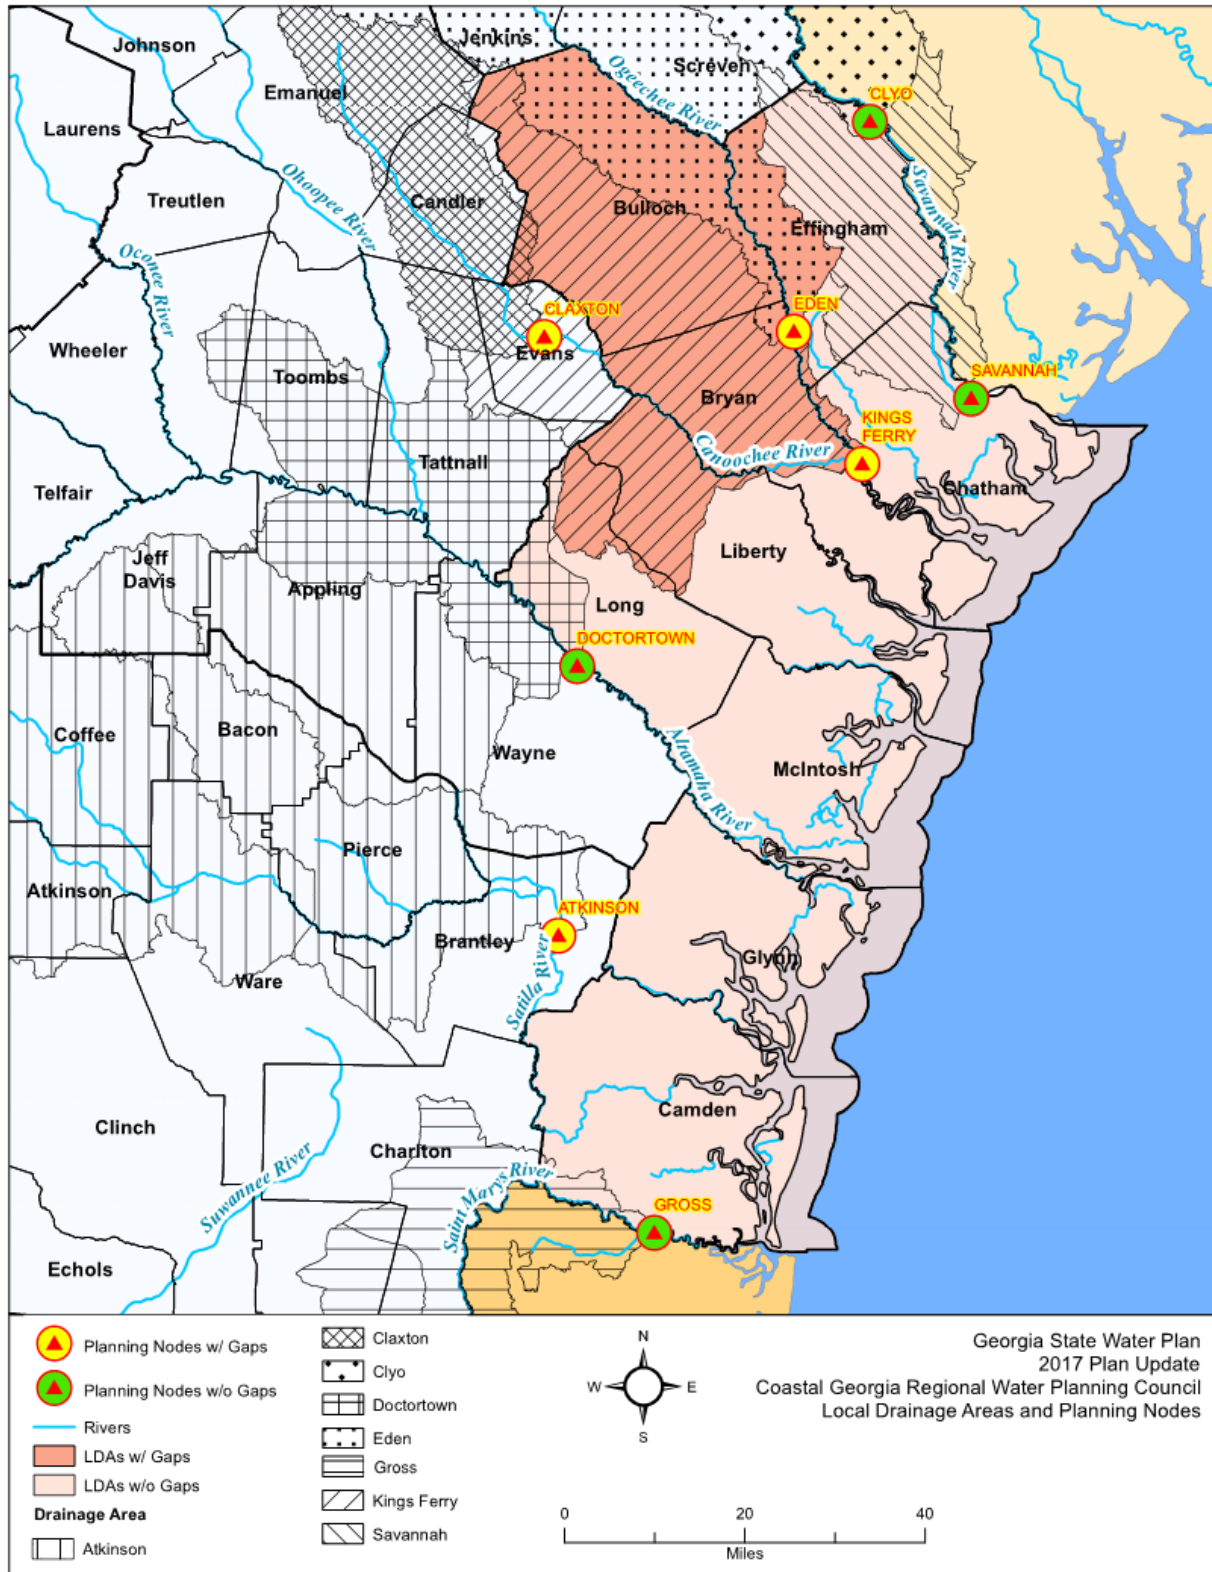 Johnson
Jenkins
Screven
Ogeechee River
Emanuel
CLYO
Laurens
Ohoopee River
Savannah River
Treutlen
Candler
Bulloch
Effingham
Oconee River
CLAXTON
EDEN
Wheeler
Evans
Toombs
SAVANNAH
Bryan
KINGS
FERRY
Canoochee River
Tattnall
Telfair
Chatham
Jeff
Davis
Liberty
Appling
Long
DOCTORTOWN
Coffee
Bacon
Wayne
Altamaha River
McIntosh
Pierce
Atkinson
ATKINSON
Brantley
Glynn
Ware
Satilla River
Camden
Clinch
Charlton
Suwannee River
Saint Marys River
GROSS
Echols
Planning Nodes w/ Gaps
Planning Nodes w/o Gaps
Rivers
LDAs w/ Gaps
LDAs w/o Gaps
Drainage Area
Atkinson
Claxton
Clyo
Doctortown
Eden
Gross
Kings Ferry
Savannah
N
W
E
S
Georgia State Water Plan
2017 Plan Update
Coastal Georgia Regional Water Planning Council
Local Drainage Areas and Planning Nodes
0 20 40
Miles